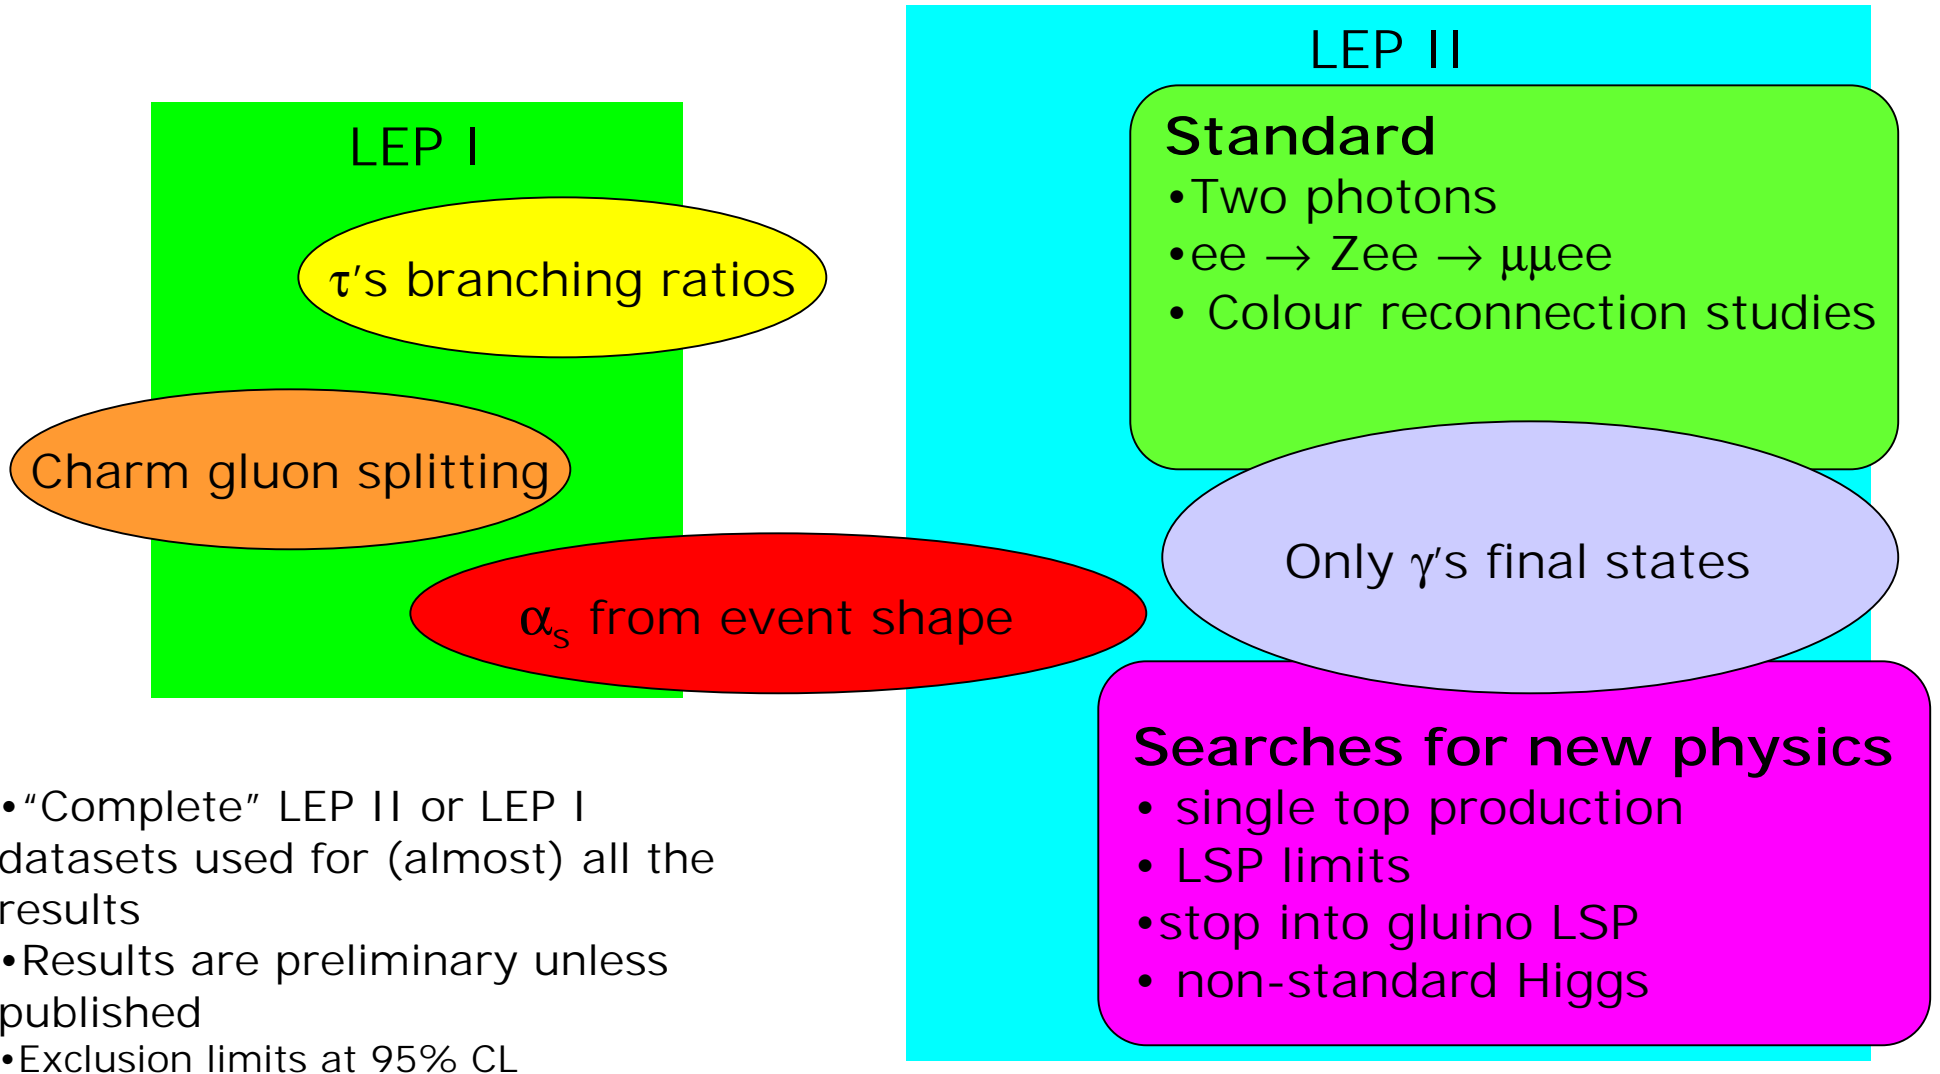 LEP I
τ's branching ratios
Charm gluon splitting
αs from event shape
•"Complete" LEP II or LEP I
datasets used for (almost) all the
results
•Results are preliminary unless
published
•Exclusion limits at 95% CL
LEP II
Standard
•Two photons
•ee → Zee → μμee
• Colour reconnection studies
Only γ's final states
Searches for new physics
• single top production
• LSP limits
•stop into gluino LSP
• non-standard Higgs